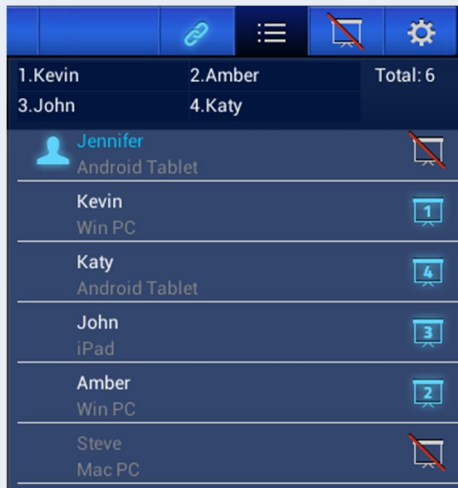 1.Kevin 2.Amber Total: 6
3.John 4.Katy
Jennifer
Android Tablet
Kevin
Win PC
1
Katy
Android Tablet
4
John
iPad
3
Amber
Win PC
2
Steve
Mac PC